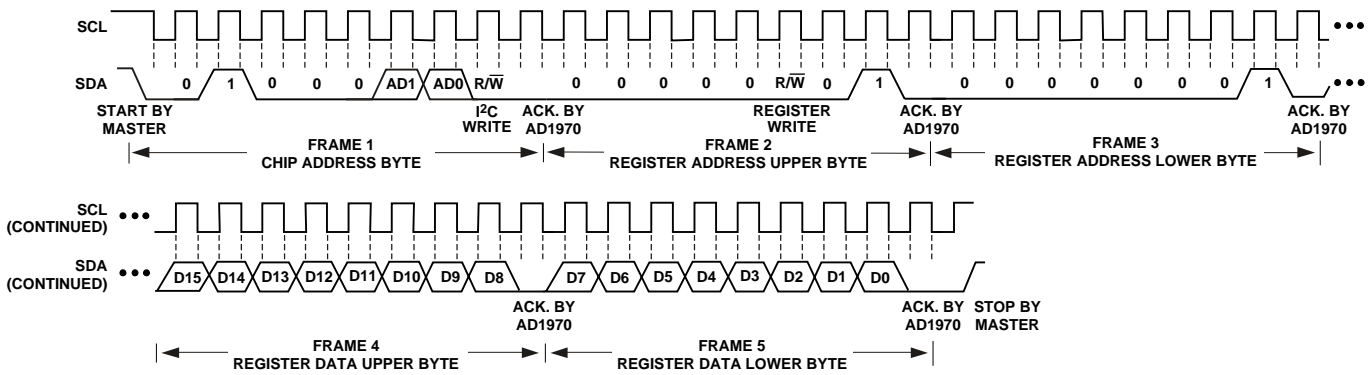 SCL
SDA 0 1 0 0 0 AD1 AD0 R/W̅ 0 0 0 0 0 R/W̅ 0 1 0 0 0 0 0 0 0 1
START BY MASTER
I²C WRITE
ACK. BY AD1970
REGISTER WRITE
ACK. BY AD1970
ACK. BY AD1970
FRAME 1
CHIP ADDRESS BYTE
FRAME 2
REGISTER ADDRESS UPPER BYTE
FRAME 3
REGISTER ADDRESS LOWER BYTE
SCL
(CONTINUED)
SDA
(CONTINUED)
D15 D14 D13 D12 D11 D10 D9 D8 D7 D6 D5 D4 D3 D2 D1 D0
ACK. BY
AD1970
ACK. BY
AD1970
STOP BY
MASTER
FRAME 4
REGISTER DATA UPPER BYTE
FRAME 5
REGISTER DATA LOWER BYTE